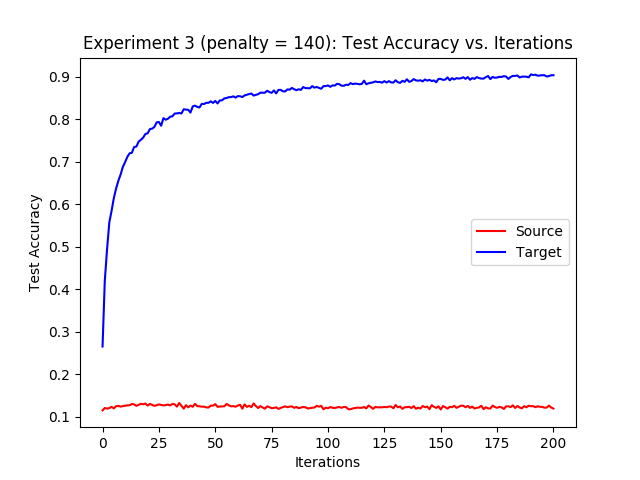 Experiment 3 (penalty = 140): Test Accuracy vs. Iterations
Test Accuracy
0.9
0.8
0.7
0.6
0.5
0.4
0.3
0.2
0.1
Source
Target
0 25 50 75 100 125 150 175 200
Iterations